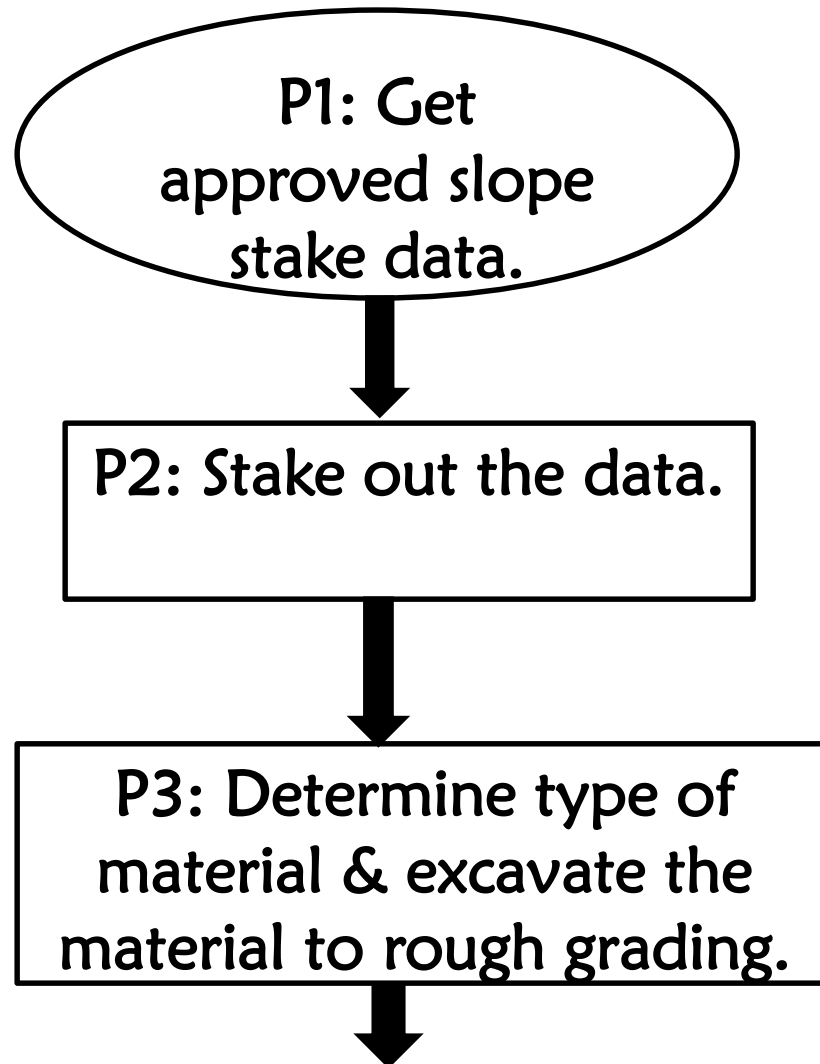 P1: Get
approved slope
stake data.
P2: Stake out the data.
P3: Determine type of
material & excavate the
material to rough grading.